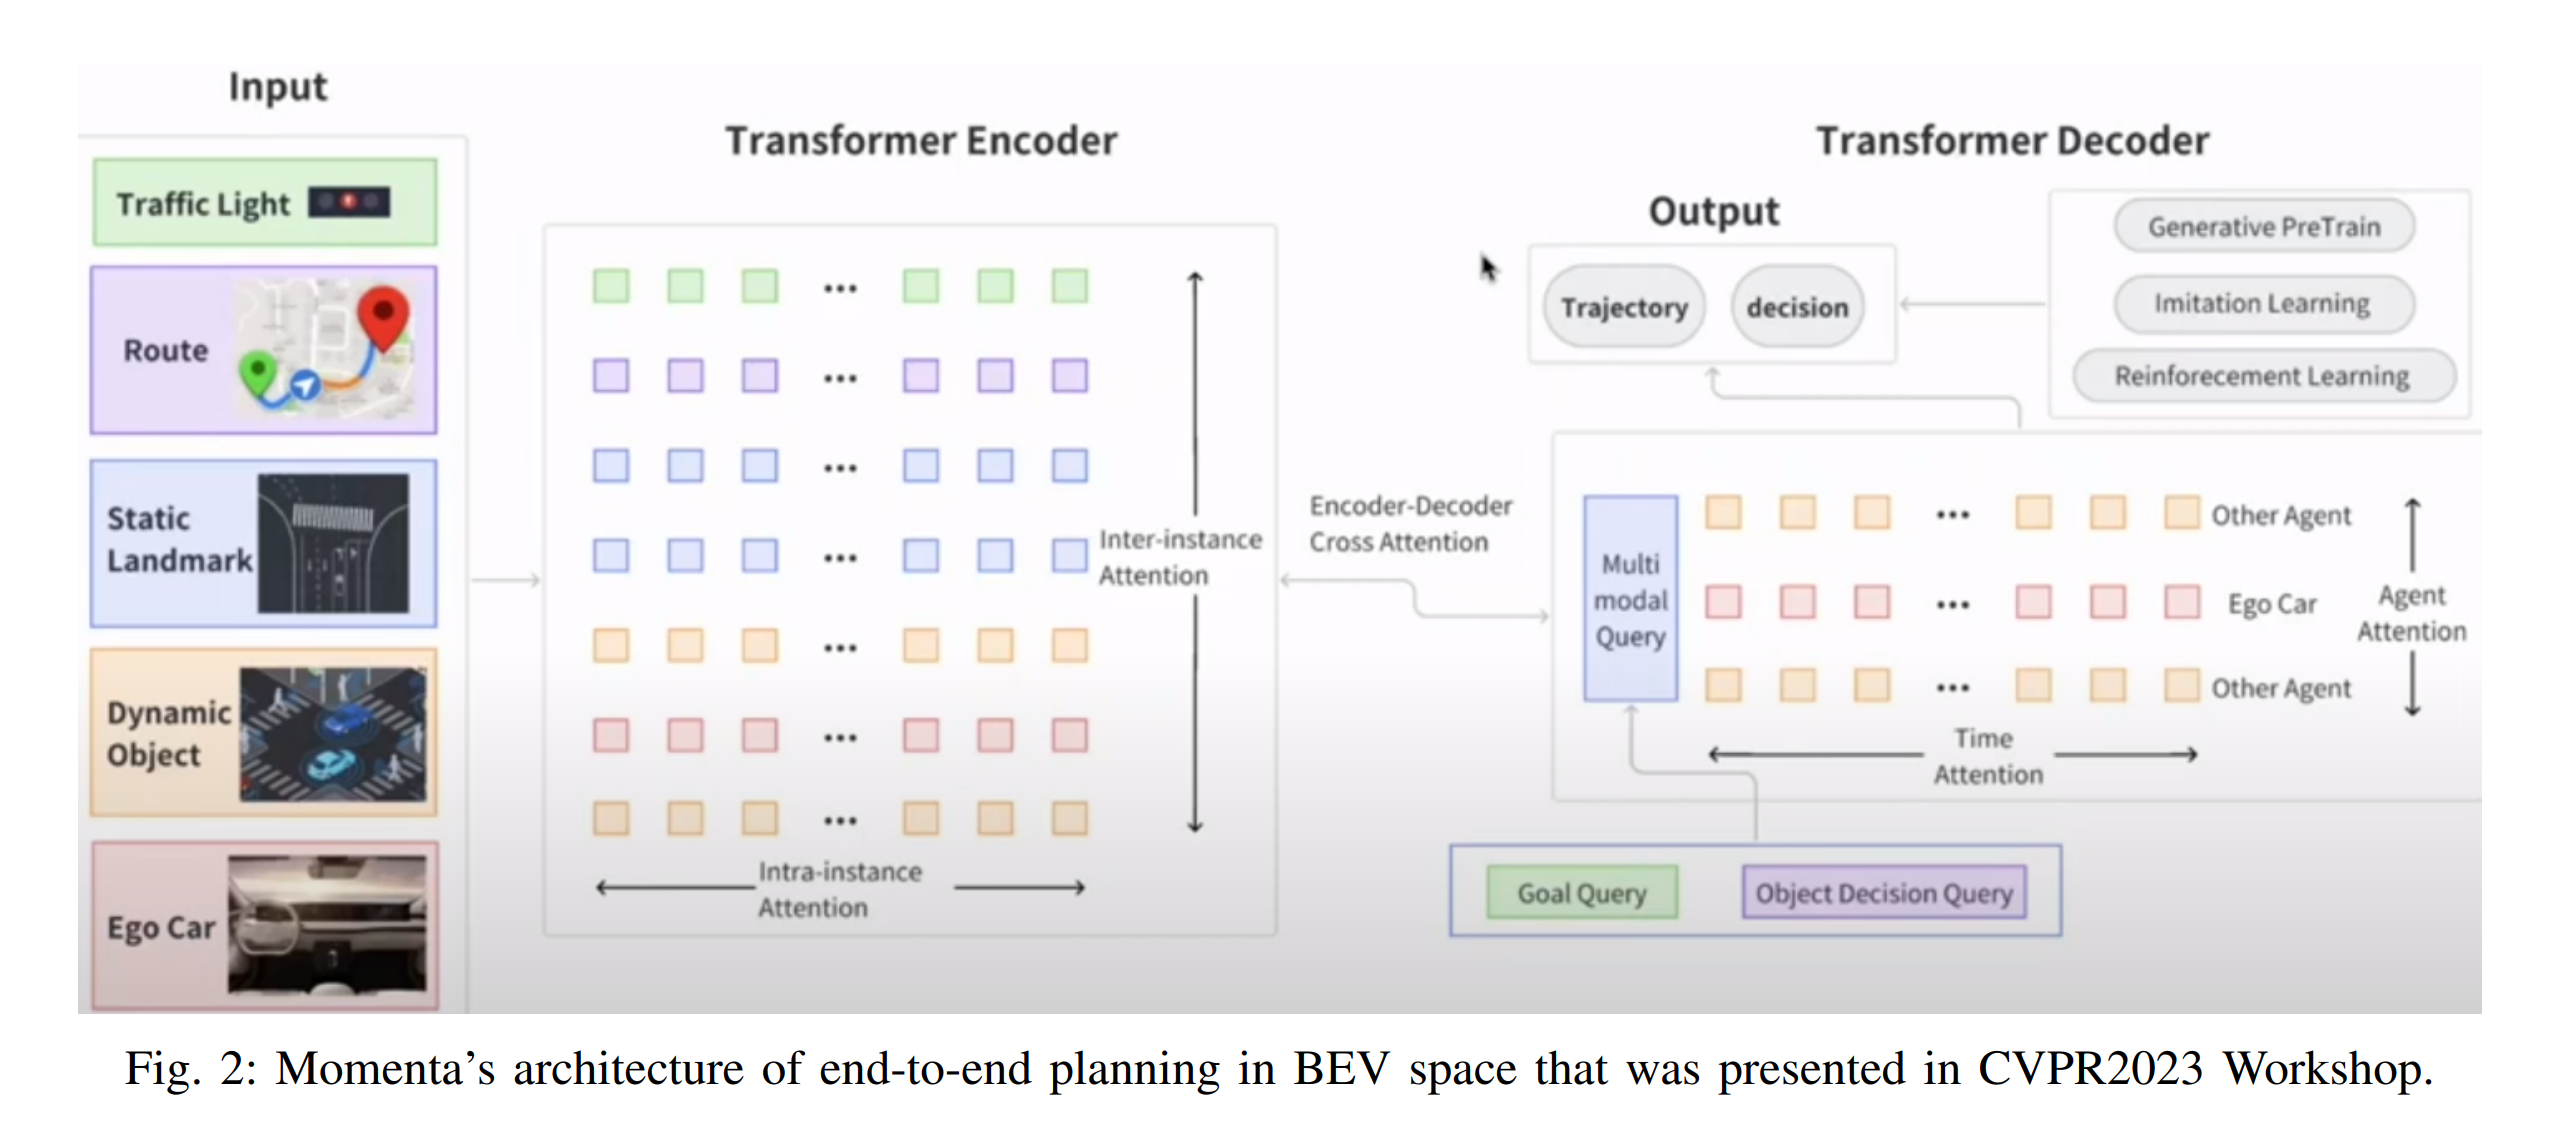 Input
Transformer Encoder
Transformer Decoder
Traffic Light
Route
Static
Landmark
Dynamic
Object
Ego Car
Inter-instance
Attention
Intra-instance
Attention
Encoder-Decoder
Cross Attention
Output
Trajectory
decision
Generative PreTrain
Imitation Learning
Reinforecement Learning
Multi
modal
Query
Other Agent
Ego Car
Other Agent
Agent
Attention
Time
Attention
Goal Query
Object Decision Query
Fig. 2: Momenta's architecture of end-to-end planning in BEV space that was presented in CVPR2023 Workshop.